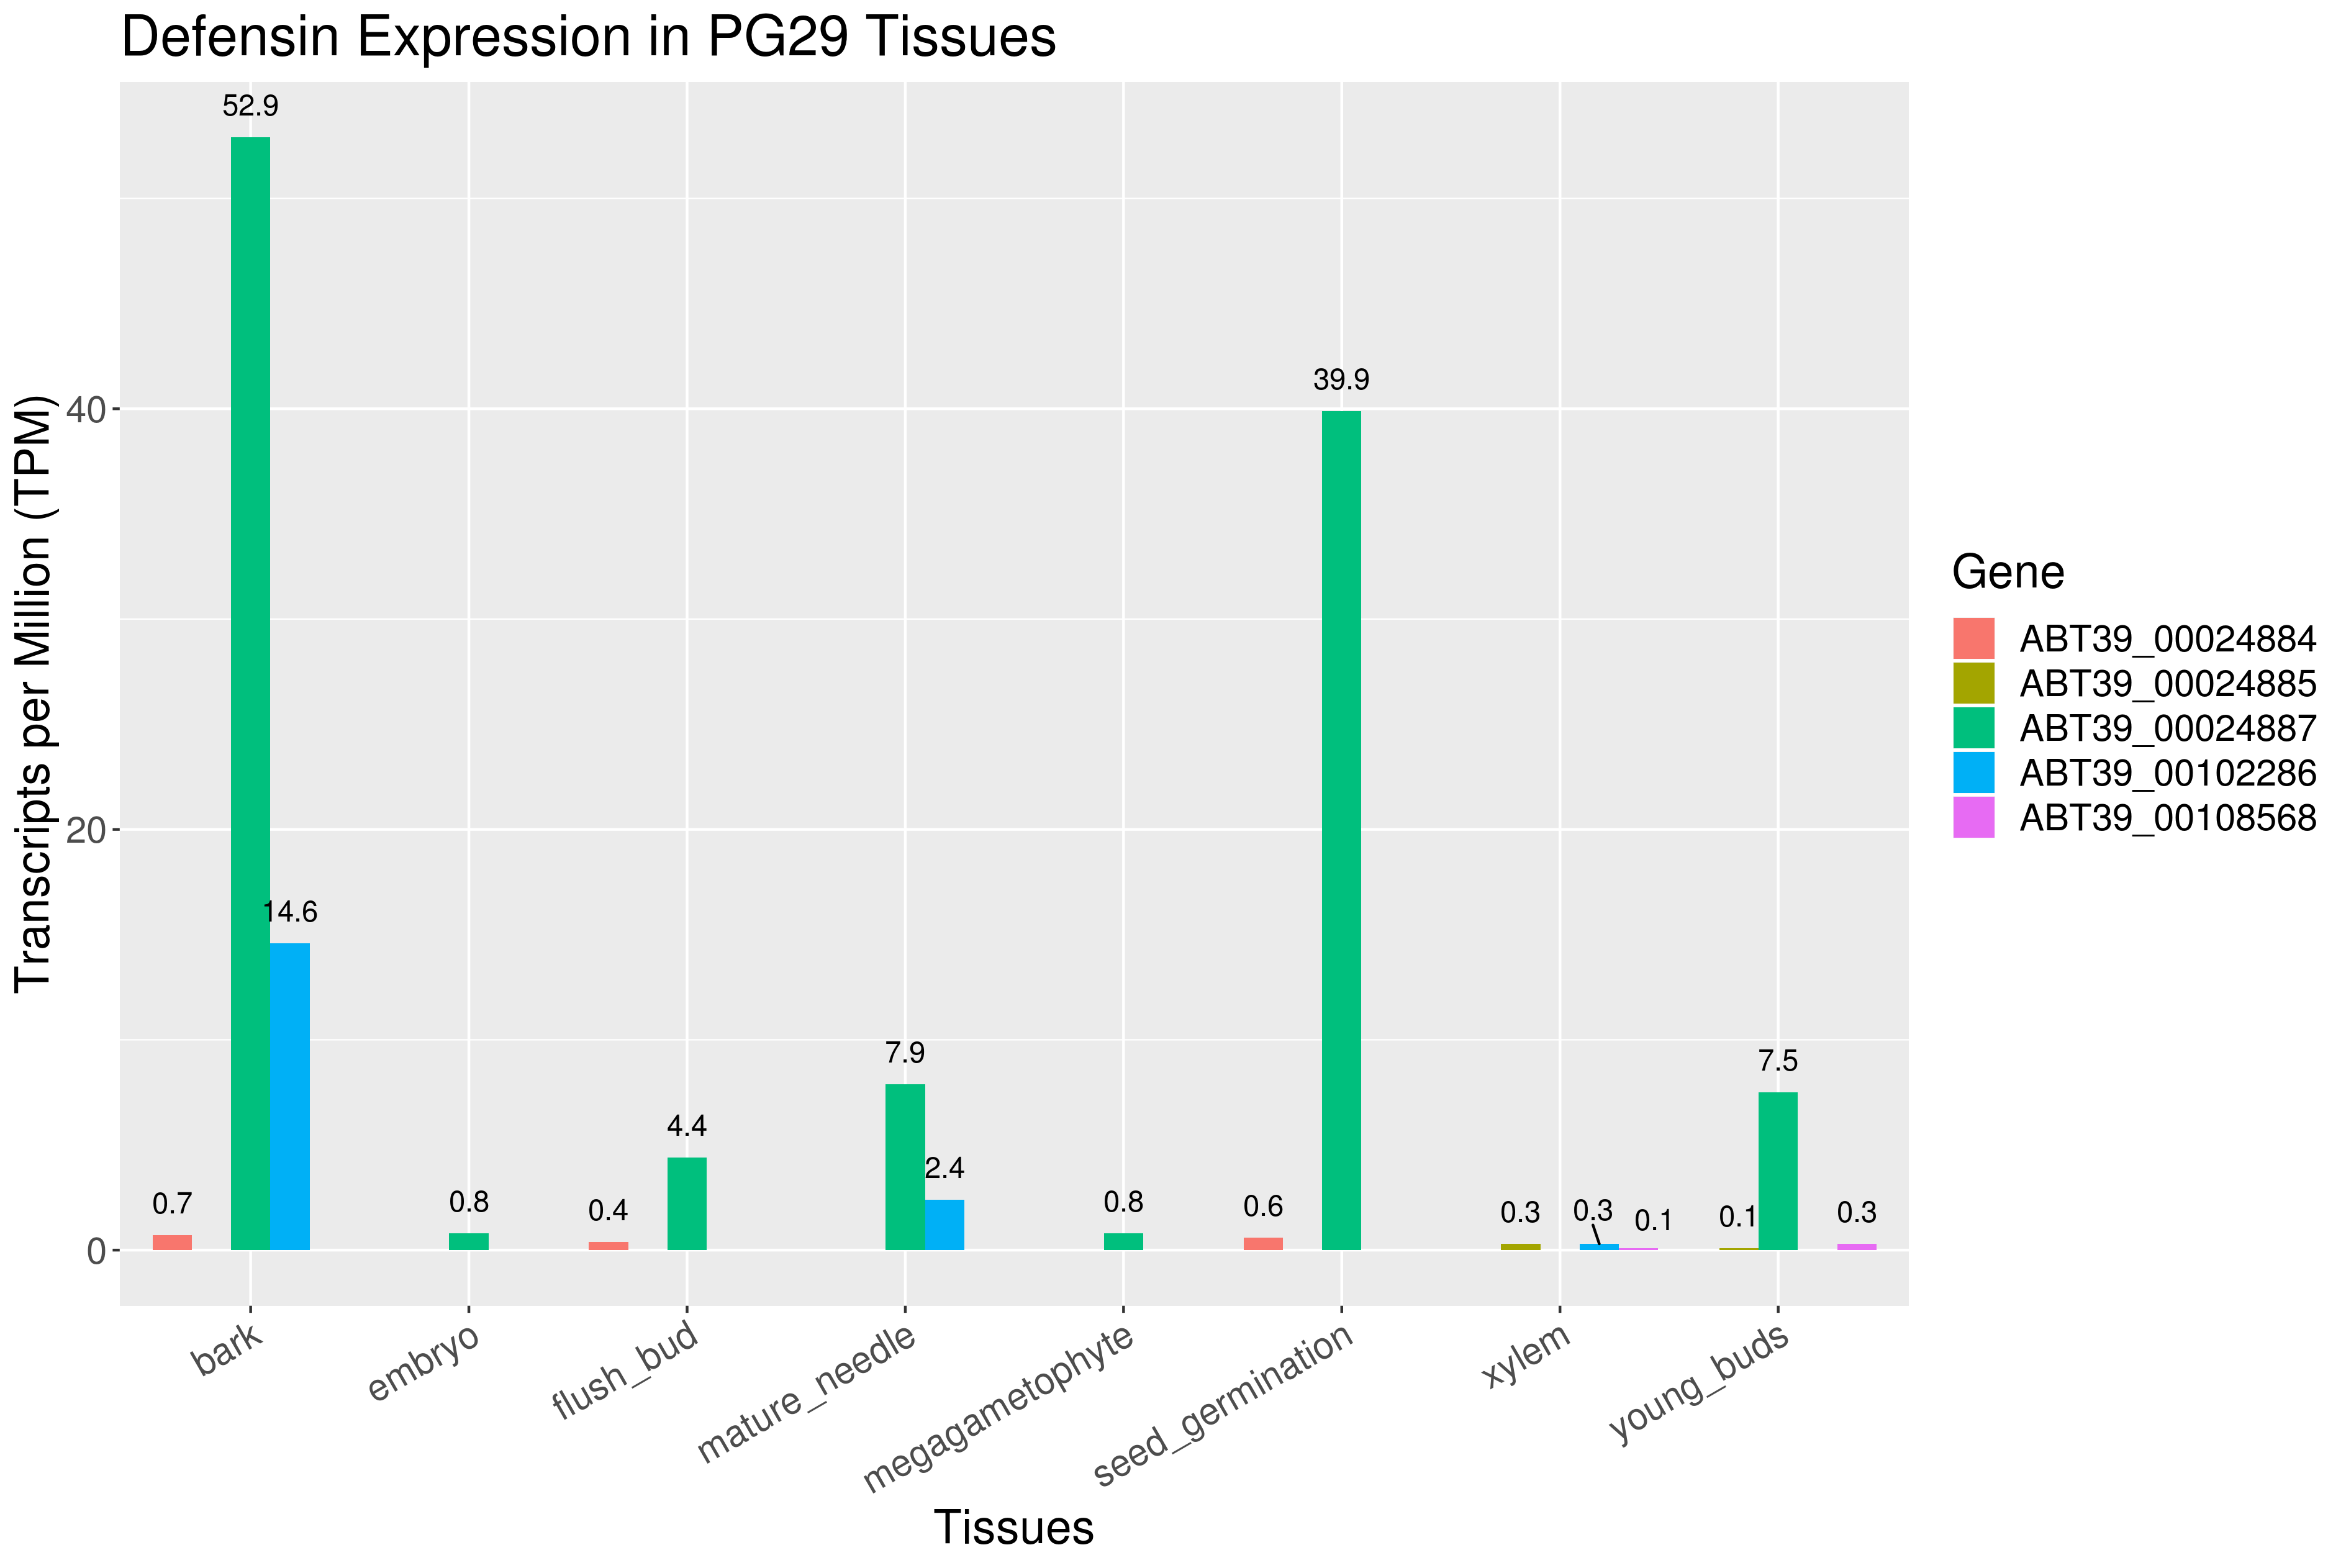 Defensin Expression in PG29 Tissues
52.9
39.9
14.6
7.9
7.5
4.4
2.4
0.7
0.8
0.4
0.8
0.6
0.3
0.3
0.1
0.1
0.3
40
20
0
Transcripts per Million (TPM)
bark
embryo
flush_bud
mature_needle
megagametophyte
seed_germination
xylem
young_buds
Tissues
Gene
ABT39_00024884
ABT39_00024885
ABT39_00024887
ABT39_00102286
ABT39_00108568